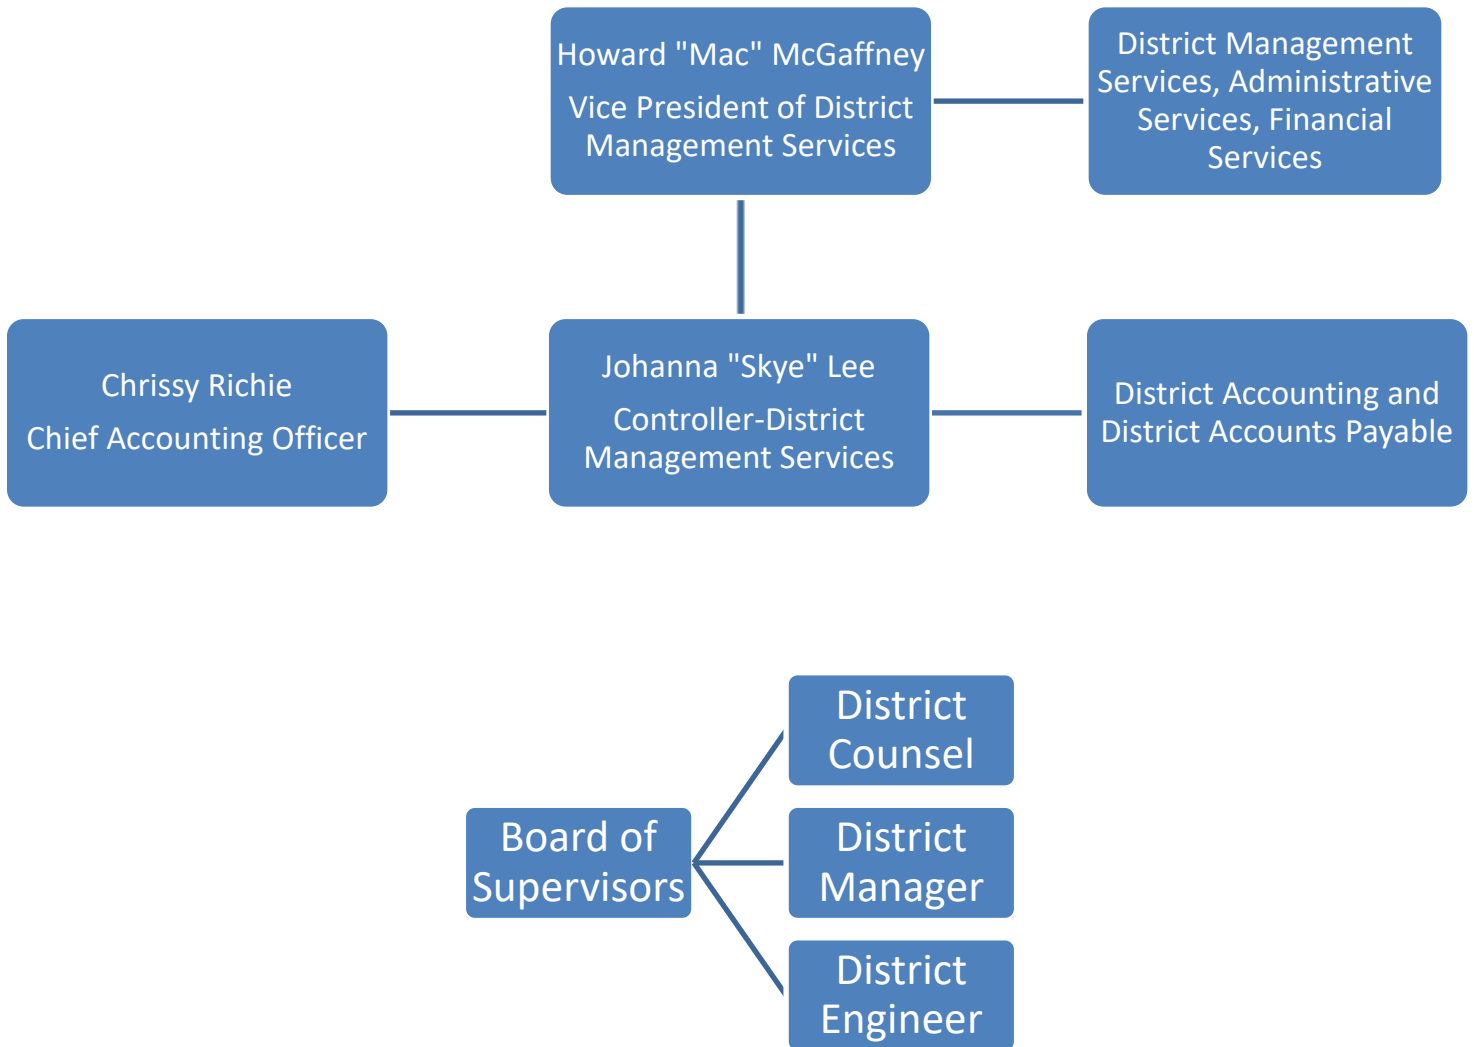 Howard "Mac" McGaffney
Vice President of District
Management Services
District Management
Services, Administrative
Services, Financial
Services
Chrissy Richie
Chief Accounting Officer
Johanna "Skye" Lee
Controller-District
Management Services
District Accounting and
District Accounts Payable
Board of
Supervisors
District
Counsel
District
Manager
District
Engineer